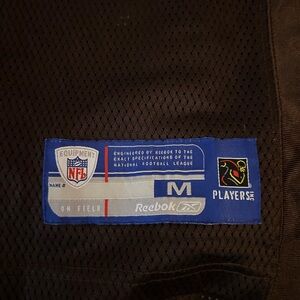 EQUIPMENT
NFL
ENGINEERED BY REEBOK TO THE
EXACT SPECIFICATIONS OF THE
NATIONAL FOOTBALL LEAGUE
NAME #
M
ON FIELD
Reebok
PLAYERS